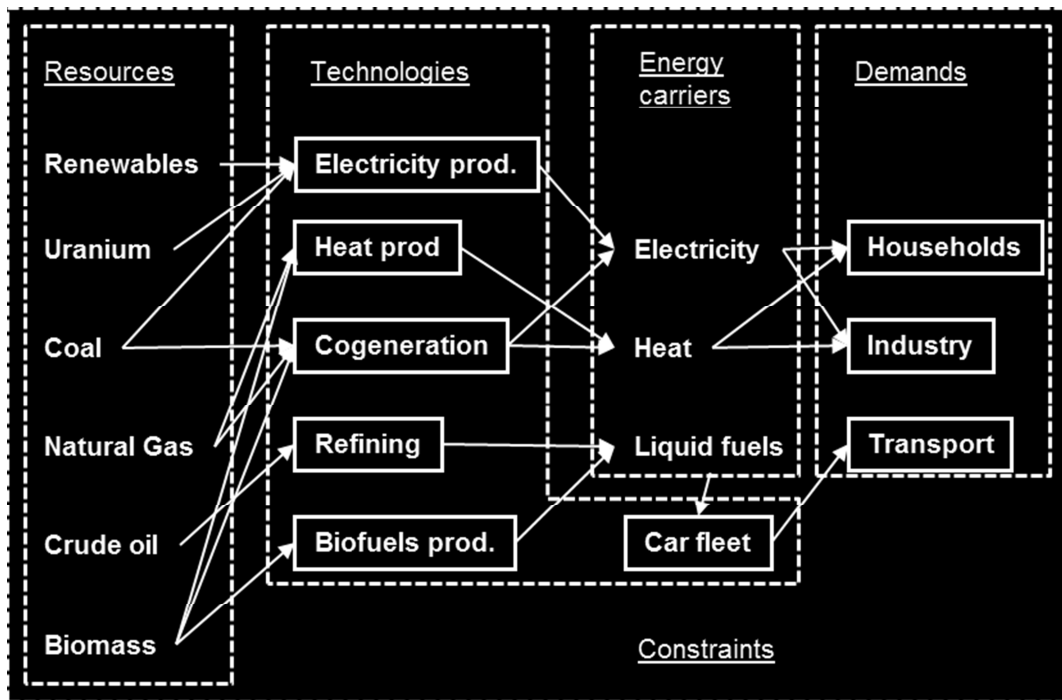 Resources
Technologies
Energy
carriers
Demands
Renewables
Electricity prod.
Uranium
Heat prod
Electricity
Households
Coal
Cogeneration
Heat
Industry
Natural Gas
Refining
Liquid fuels
Transport
Crude oil
Biofuels prod.
Car fleet
Biomass
Constraints